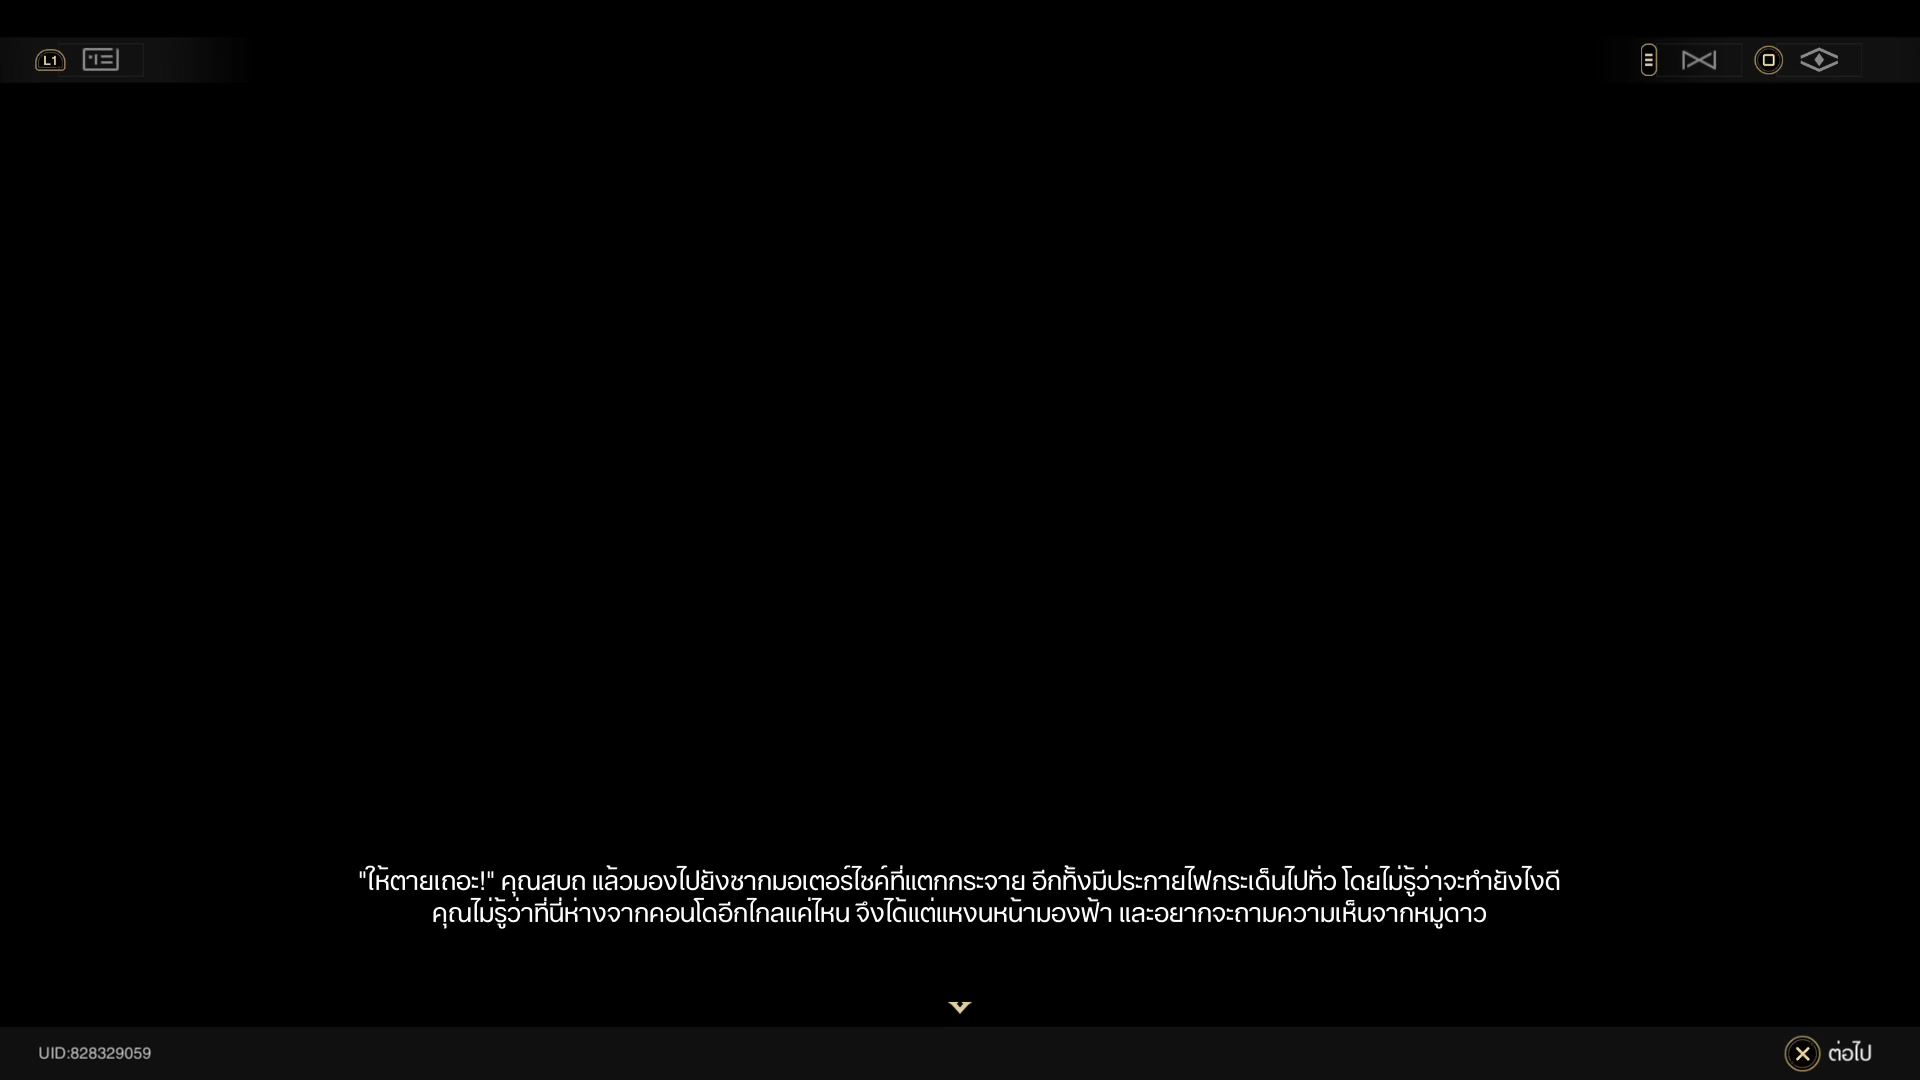 L1
"ให้ตายเถอะ!" คุณสบถ แล้วมองไปยังซากมอเตอร์ไซค์ที่แตกกระจาย อีกทั้งมีประกายไฟกระเด็นไปทั่ว โดยไม่รู้ว่าจะทำยังไงดี
คุณไม่รู้ว่าที่นี่ห่างจากคอนโดอีกไกลแค่ไหน จึงได้แต่แหงนหน้ามองฟ้า และอยากจะถามความเห็นจากหมู่ดาว
UID:828329059
ต่อไป